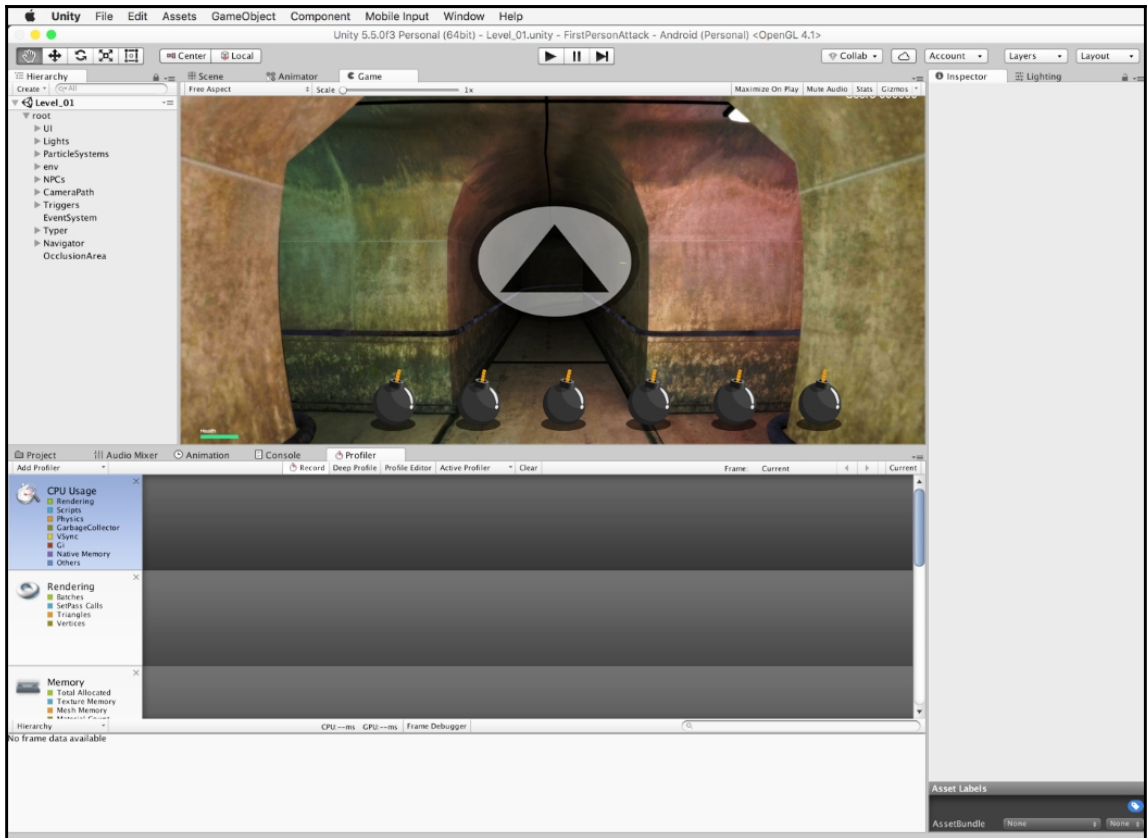 Unity File Edit Assets GameObject Component Mobile Input Window Help
Unity 5.5.0f3 Personal (64bit) - Level_01.unity - FirstPersonAttack - Android (Personal) <OpenGL 4.1>
Center Local Collab Account Layers Layout
Hierarchy Scene Animator Game Inspector Lighting
Create All Free Aspect Scale 1x Maximize On Play Mute Audio Stats Gizmos
Level_01
root
UI
Lights
ParticleSystems
env
NPCs
CameraPath
Triggers
EventSystem
Typer
Navigator
OcclusionArea
Health
Project Audio Mixer Animation Console Profiler
Add Profiler Record Deep Profile Profile Editor Active Profiler Clear Frame: Current Current
CPU Usage
Rendering
Scripts
Physics
GarbageCollector
VSync
Gi
Native Memory
Others
Rendering
Batches
SetPass Calls
Triangles
Vertices
Memory
Total Allocated
Texture Memory
Mesh Memory
Material Count
Hierarchy CPU:--ms GPU:--ms Frame Debugger
No frame data available
Asset Labels
AssetBundle None None